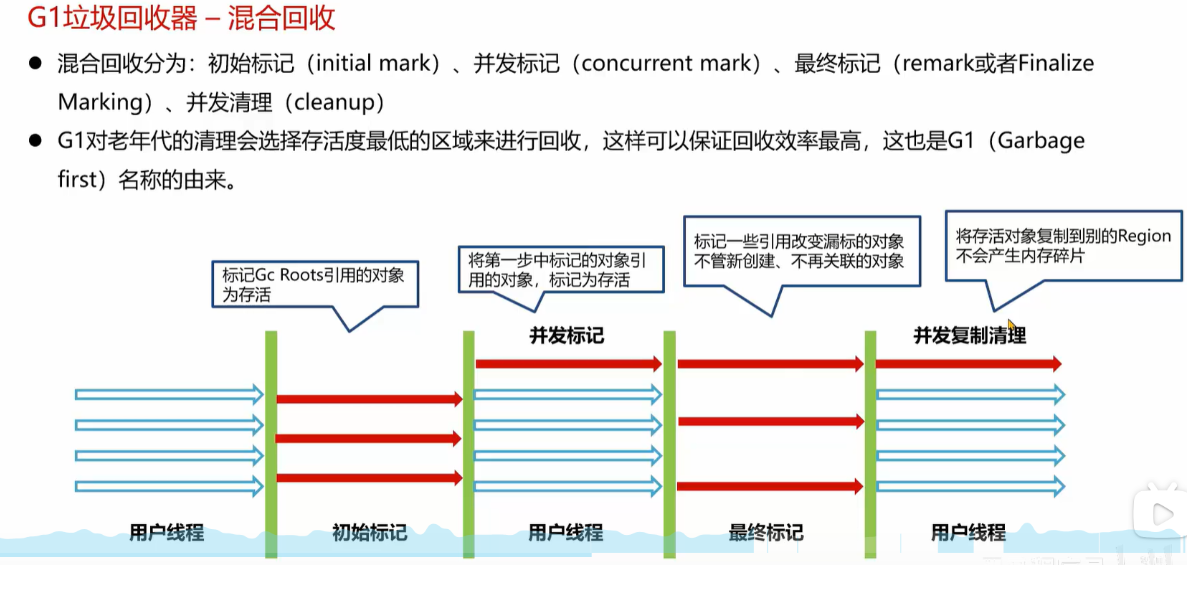 G1垃圾回收器 – 混合回收
● 混合回收分为：初始标记（initial mark）、并发标记（concurrent mark）、最终标记（remark或者Finalize
Marking）、并发清理（cleanup）
● G1对老年代的清理会选择存活度最低的区域来进行回收，这样可以保证回收效率最高，这也是G1（Garbage
first）名称的由来。
标记Gc Roots引用的对象
为存活
将第一步中标记的对象引
用的对象，标记为存活
标记一些引用改变漏标的对象
不管新创建、不再关联的对象
将存活对象复制到别的Region
不会产生内存碎片
并发标记
并发复制清理
用户线程
初始标记
用户线程
最终标记
用户线程